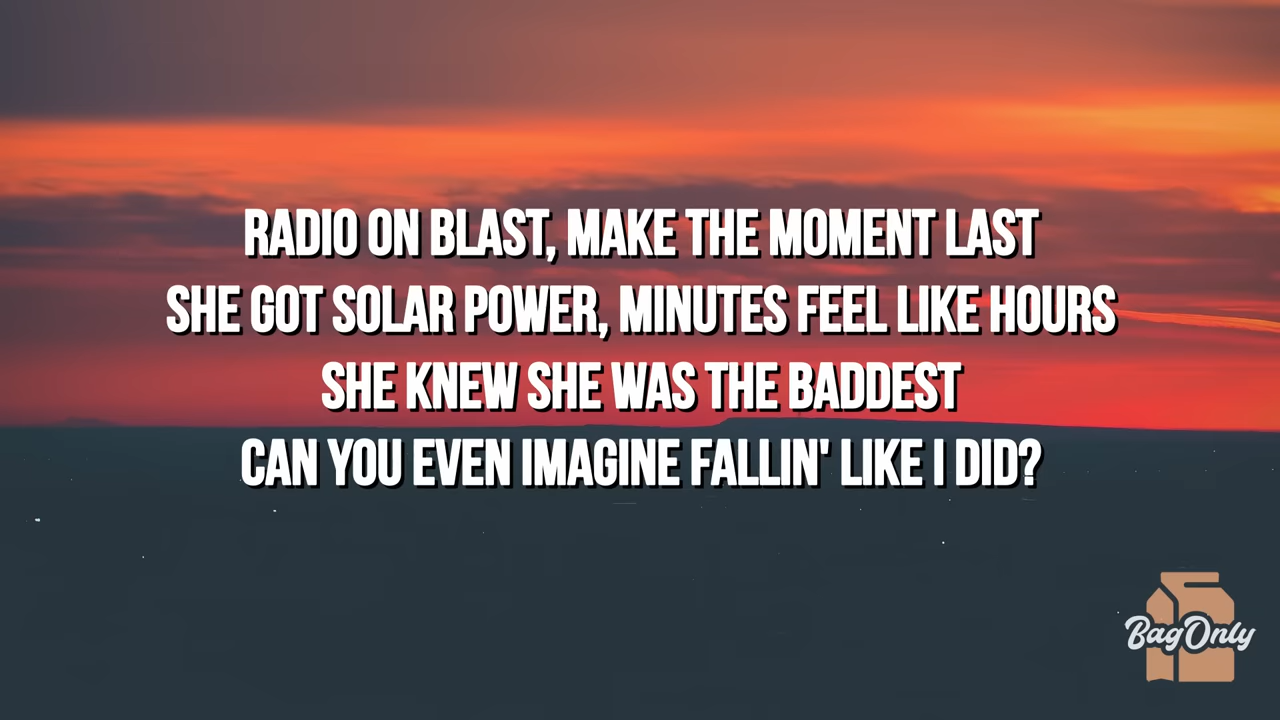 RADIO ON BLAST, MAKE THE MOMENT LAST
SHE GOT SOLAR POWER, MINUTES FEEL LIKE HOURS
SHE KNEW SHE WAS THE BADDEST
CAN YOU EVEN IMAGINE FALLIN' LIKE I DID?
BagOnly